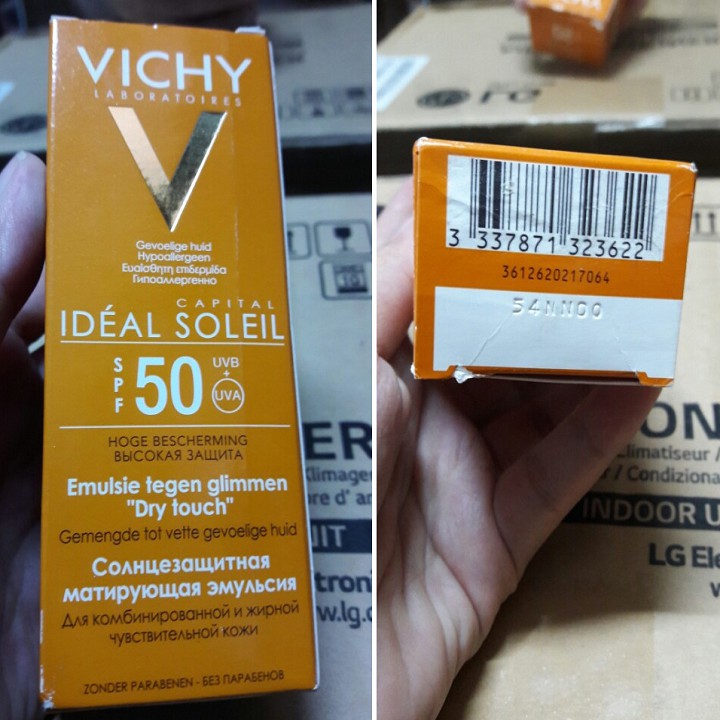 VICHY
LABORATOIRES
Gevoelige huid
Hypoallergeen
Ευαίσθητη επιδερμίδα
Гипоаллергенно
CAPITAL
IDÉAL SOLEIL
SPF 50 UVB + UVA
HOGE BESCHERMING
ВЫСОКАЯ ЗАЩИТА
Emulsie tegen glimmen
"Dry touch"
Gemengde tot vette gevoelige huid
Солнцезащитная
матирующая эмульсия
Для комбинированной и жирной
чувствительной кожи
ZONDER PARABENEN - БЕЗ ПАРАБЕНОВ
3 337871 323622
3612620217064
54NN00
INDOOR